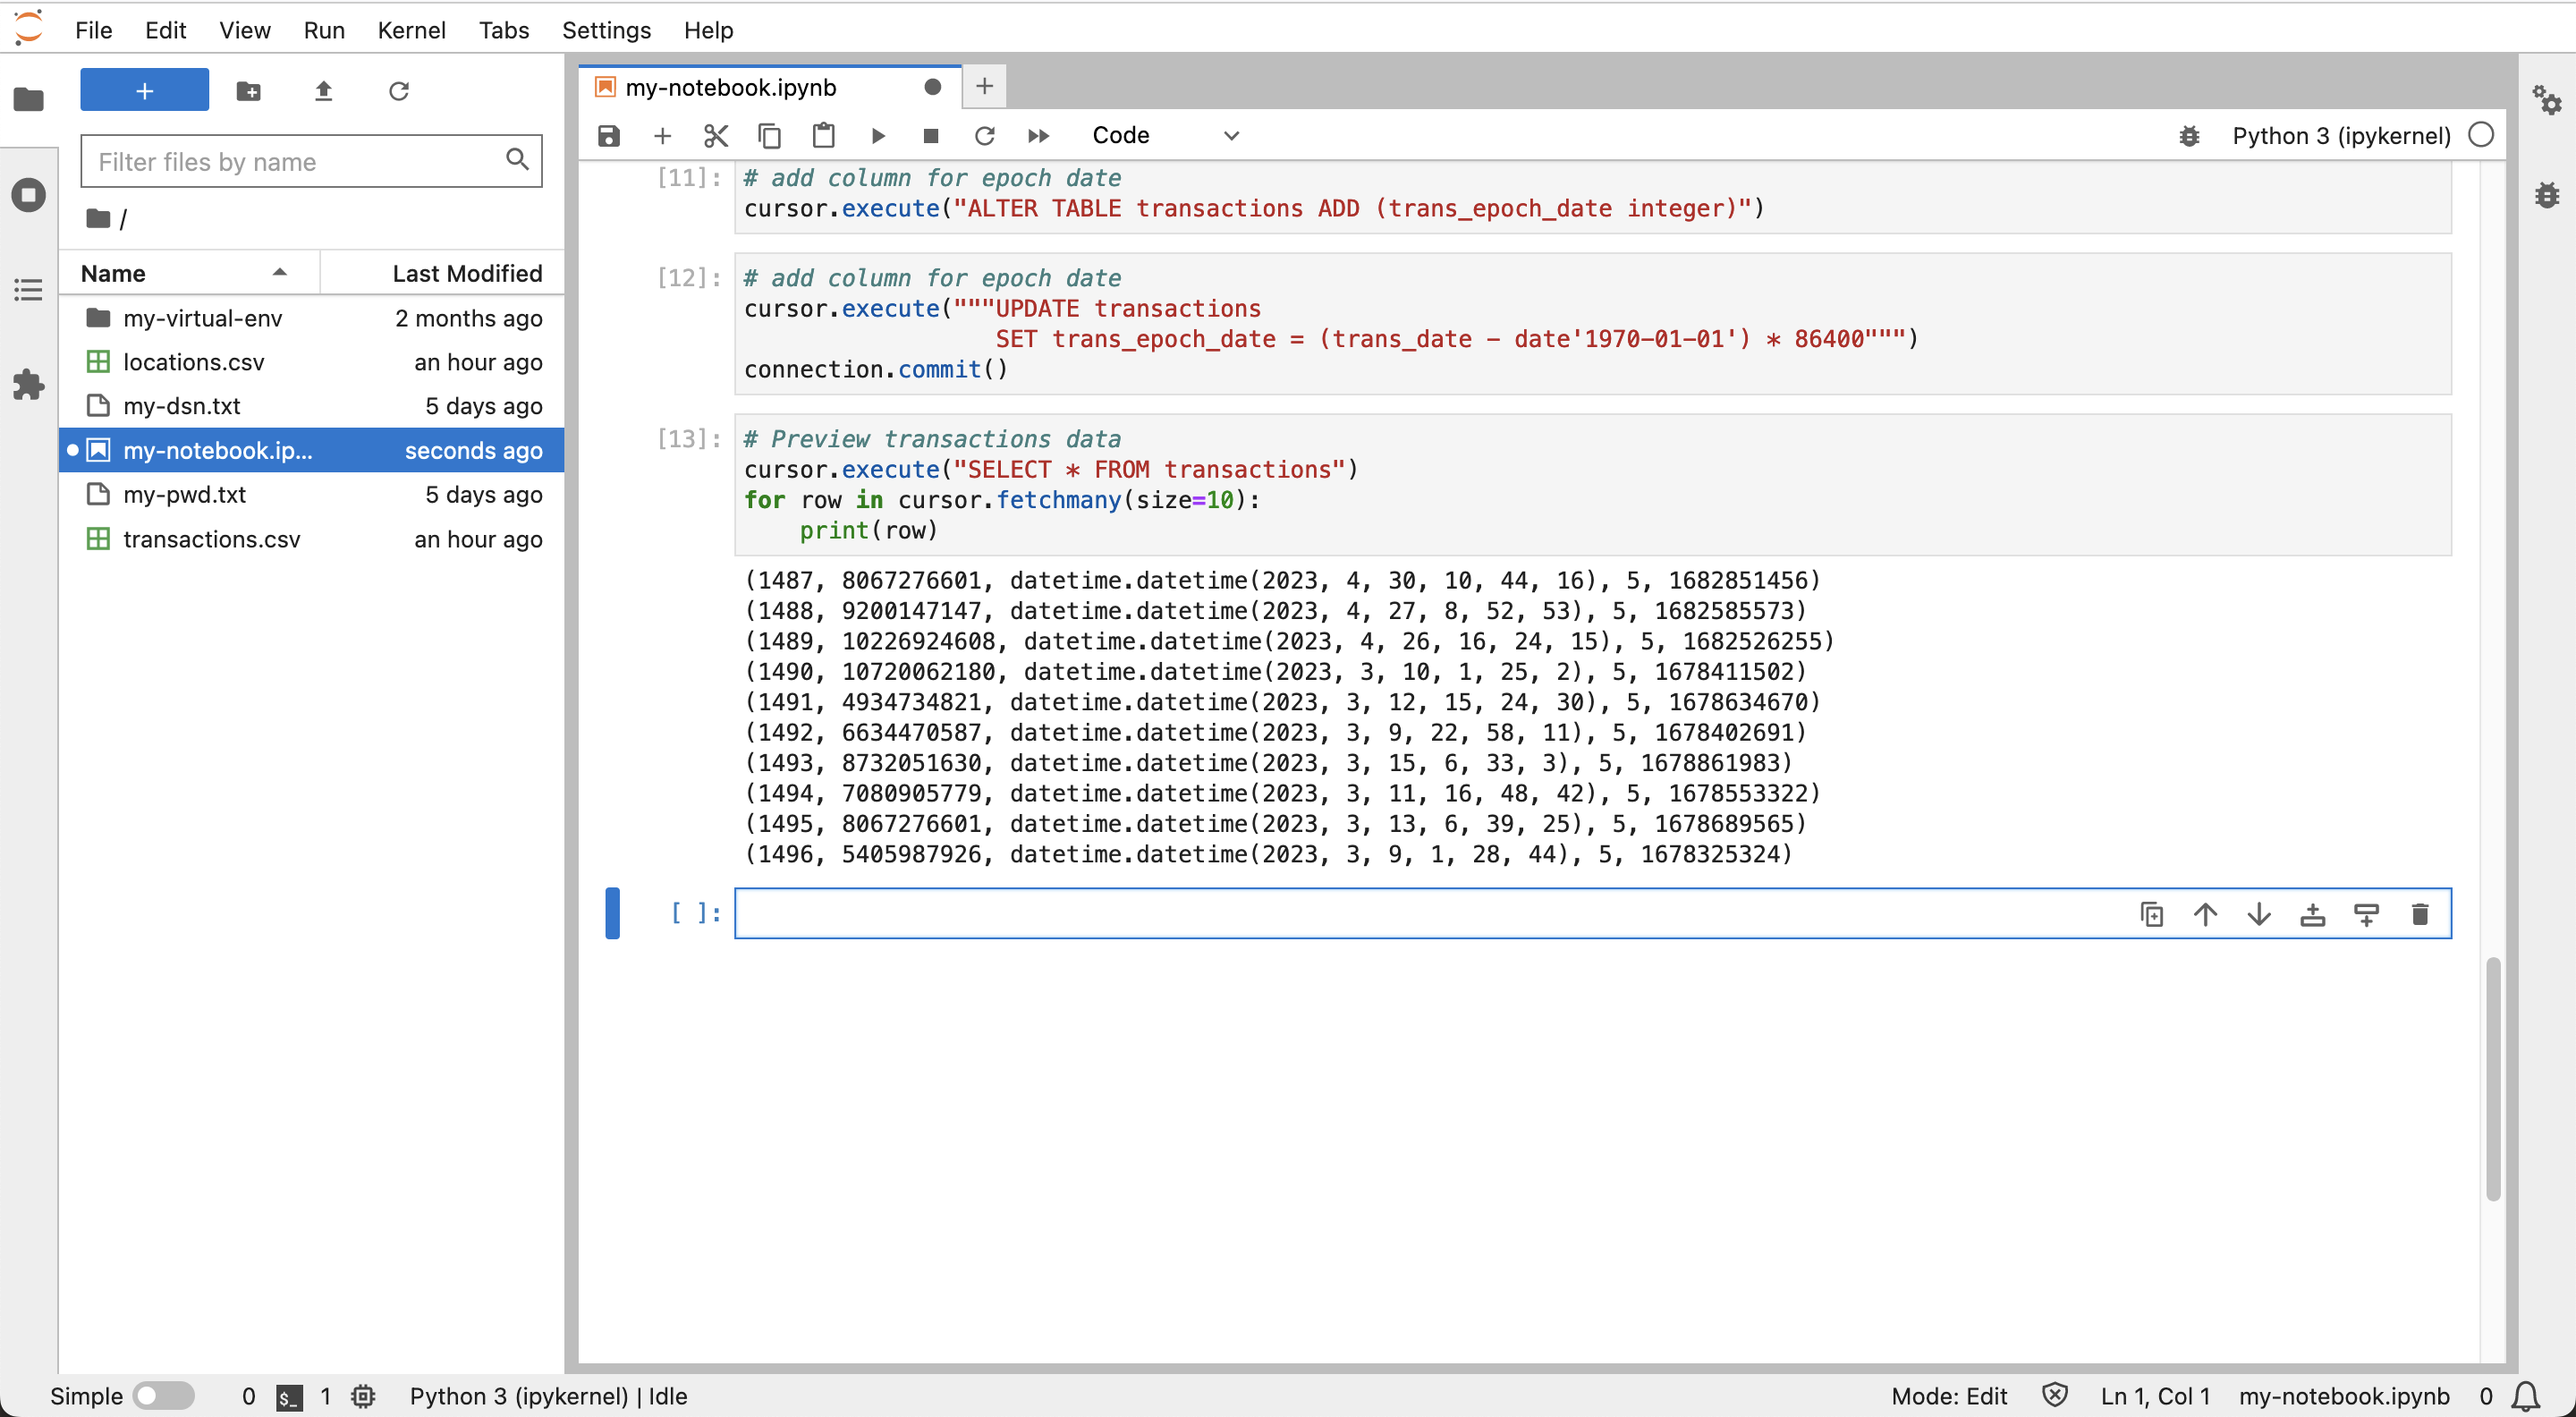 File Edit View Run Kernel Tabs Settings Help
+
Filter files by name
/
Name Last Modified
my-virtual-env 2 months ago
locations.csv an hour ago
my-dsn.txt 5 days ago
my-notebook.ip... seconds ago
my-pwd.txt 5 days ago
transactions.csv an hour ago
my-notebook.ipynb
Code Python 3 (ipykernel)
[11]: # add column for epoch date
cursor.execute("ALTER TABLE transactions ADD (trans_epoch_date integer)")
[12]: # add column for epoch date
cursor.execute("""UPDATE transactions
SET trans_epoch_date = (trans_date - date'1970-01-01') * 86400""")
connection.commit()
[13]: # Preview transactions data
cursor.execute("SELECT * FROM transactions")
for row in cursor.fetchmany(size=10):
print(row)
(1487, 8067276601, datetime.datetime(2023, 4, 30, 10, 44, 16), 5, 1682851456)
(1488, 9200147147, datetime.datetime(2023, 4, 27, 8, 52, 53), 5, 1682585573)
(1489, 10226924608, datetime.datetime(2023, 4, 26, 16, 24, 15), 5, 1682526255)
(1490, 10720062180, datetime.datetime(2023, 3, 10, 1, 25, 2), 5, 1678411502)
(1491, 4934734821, datetime.datetime(2023, 3, 12, 15, 24, 30), 5, 1678634670)
(1492, 6634470587, datetime.datetime(2023, 3, 9, 22, 58, 11), 5, 1678402691)
(1493, 8732051630, datetime.datetime(2023, 3, 15, 6, 33, 3), 5, 1678861983)
(1494, 7080905779, datetime.datetime(2023, 3, 11, 16, 48, 42), 5, 1678553322)
(1495, 8067276601, datetime.datetime(2023, 3, 13, 6, 39, 25), 5, 1678689565)
(1496, 5405987926, datetime.datetime(2023, 3, 9, 1, 28, 44), 5, 1678325324)
[ ]:
Simple 0 $_ 1 Python 3 (ipykernel) | Idle Mode: Edit Ln 1, Col 1 my-notebook.ipynb 0